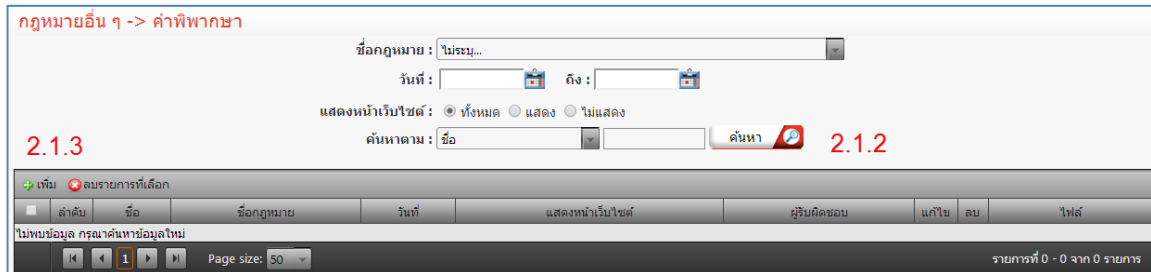 กฎหมายอื่น ๆ -> คำพิพากษา
ชื่อกฎหมาย : ไม่ระบุ...
วันที่ : ถึง :
แสดงหน้าเว็บไซต์ : ทั้งหมด แสดง ไม่แสดง
ค้นหาตาม : ชื่อ ค้นหา 2.1.2
2.1.3
เพิ่ม ลบรายการที่เลือก
ลำดับ ชื่อ ชื่อกฎหมาย วันที่ แสดงหน้าเว็บไซต์ ผู้รับผิดชอบ แก้ไข ลบ ไฟล์
ไม่พบข้อมูล กรุณาค้นหาข้อมูลใหม่
1 Page size: 50 รายการที่ 0 - 0 จาก 0 รายการ